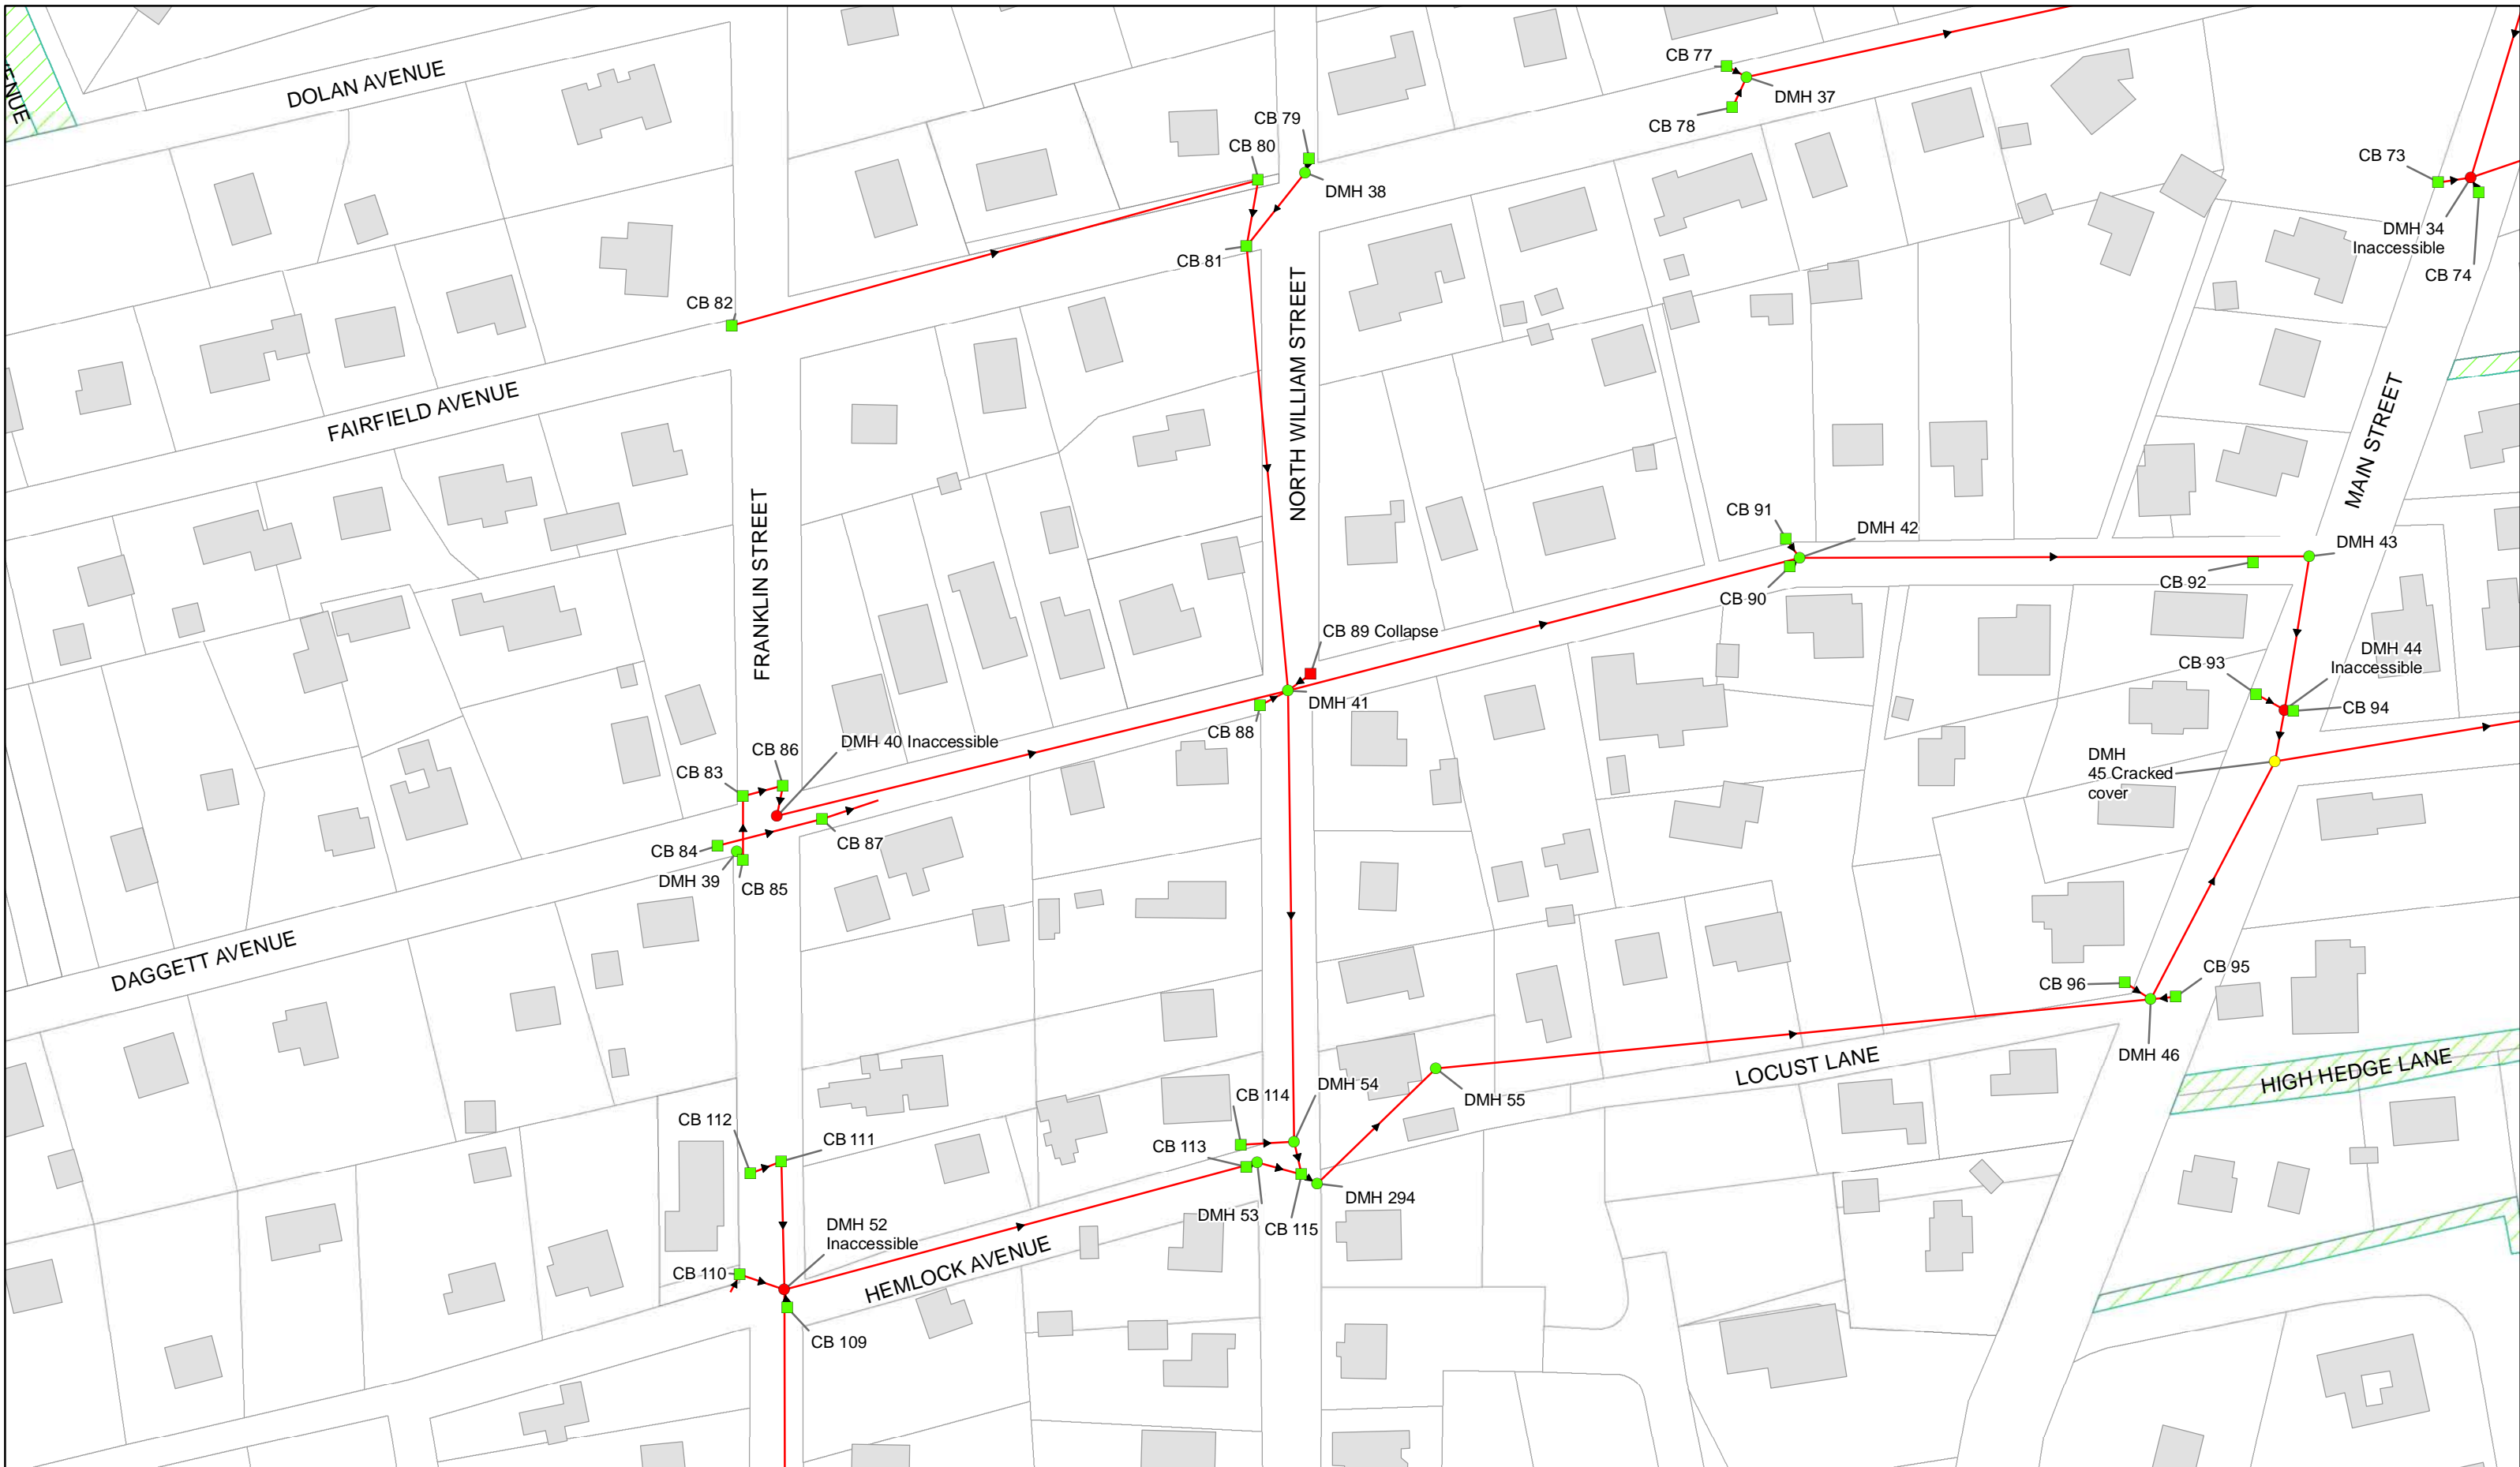 ENUE
DOLAN AVENUE
CB 77
DMH 37
CB 78
CB 79
CB 80
DMH 38
CB 73
DMH 34
Inaccessible
CB 74
CB 81
CB 82
NORTH WILLIAM STREET
FAIRFIELD AVENUE
MAIN STREET
FRANKLIN STREET
CB 91
DMH 42
DMH 43
CB 92
CB 90
CB 89 Collapse
DMH 44
Inaccessible
CB 93
CB 94
DMH 41
CB 88
DMH 40 Inaccessible
CB 86
CB 83
DMH
45 Cracked
cover
CB 87
CB 84
DMH 39
CB 85
DAGGETT AVENUE
CB 96
CB 95
DMH 46
LOCUST LANE
HIGH HEDGE LANE
DMH 54
CB 114
DMH 55
CB 112
CB 111
CB 113
DMH 294
DMH 53
CB 115
DMH 52
Inaccessible
HEMLOCK AVENUE
CB 110
CB 109